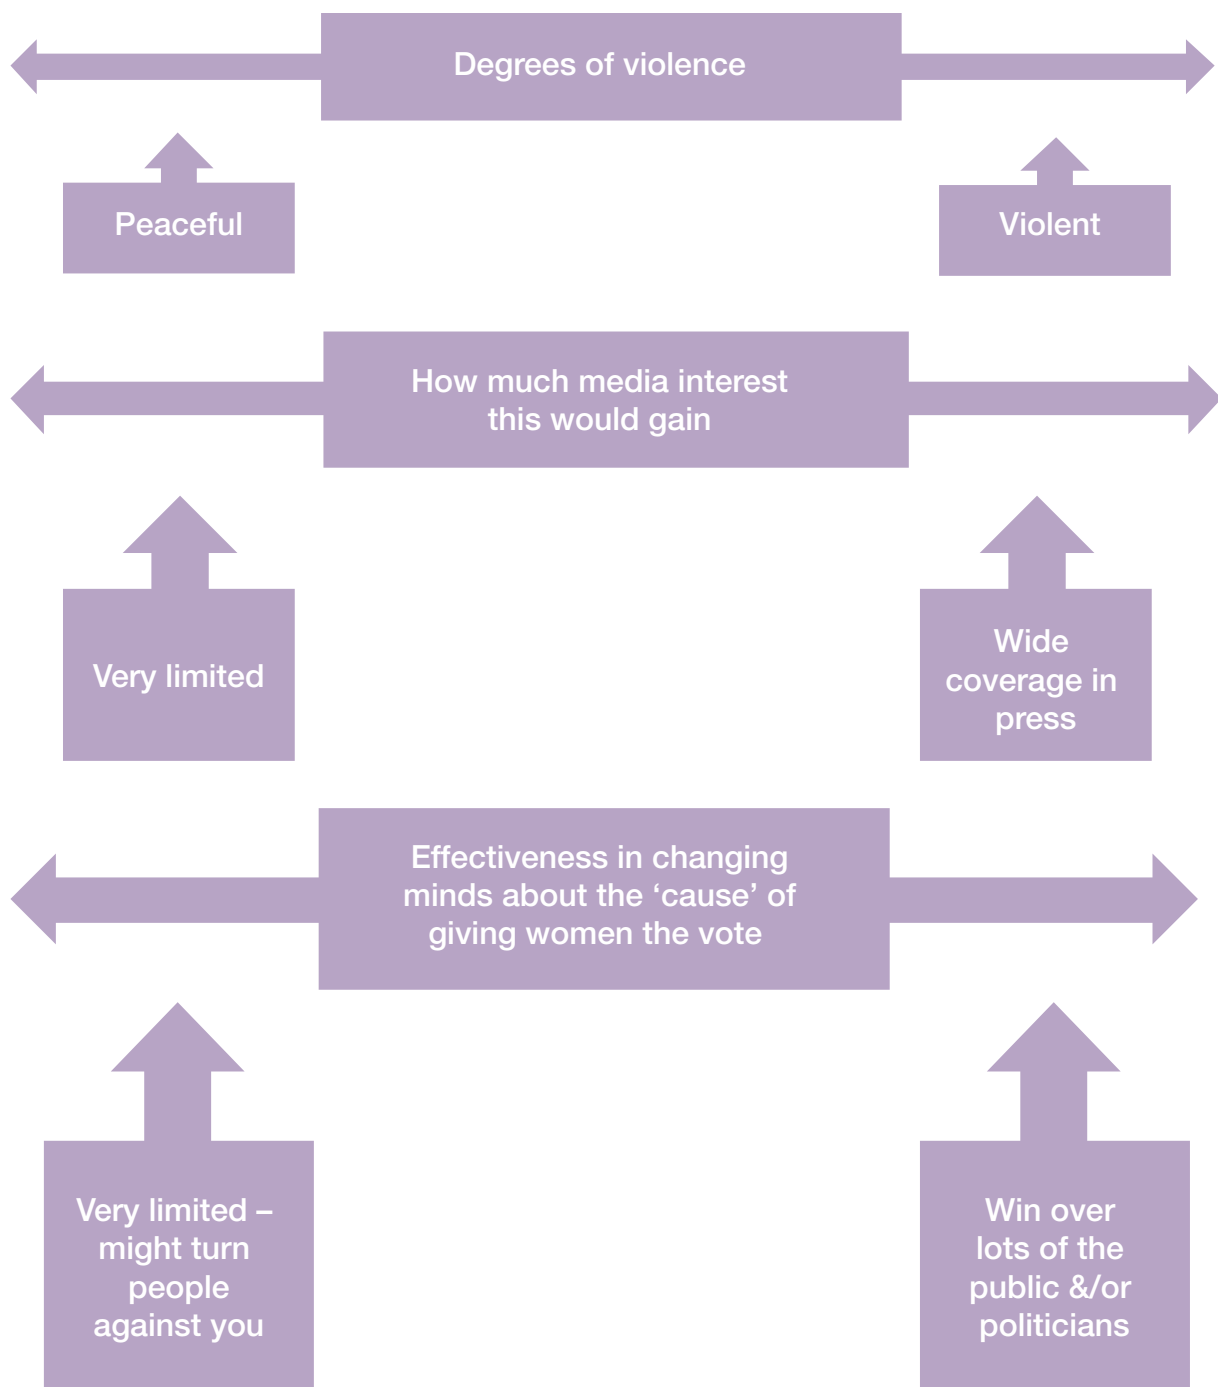 Degrees of violence
Peaceful
Violent
How much media interest
this would gain
Very limited
Wide
coverage in
press
Effectiveness in changing
minds about the ‘cause’ of
giving women the vote
Very limited –
might turn
people
against you
Win over
lots of the
public &/or
politicians